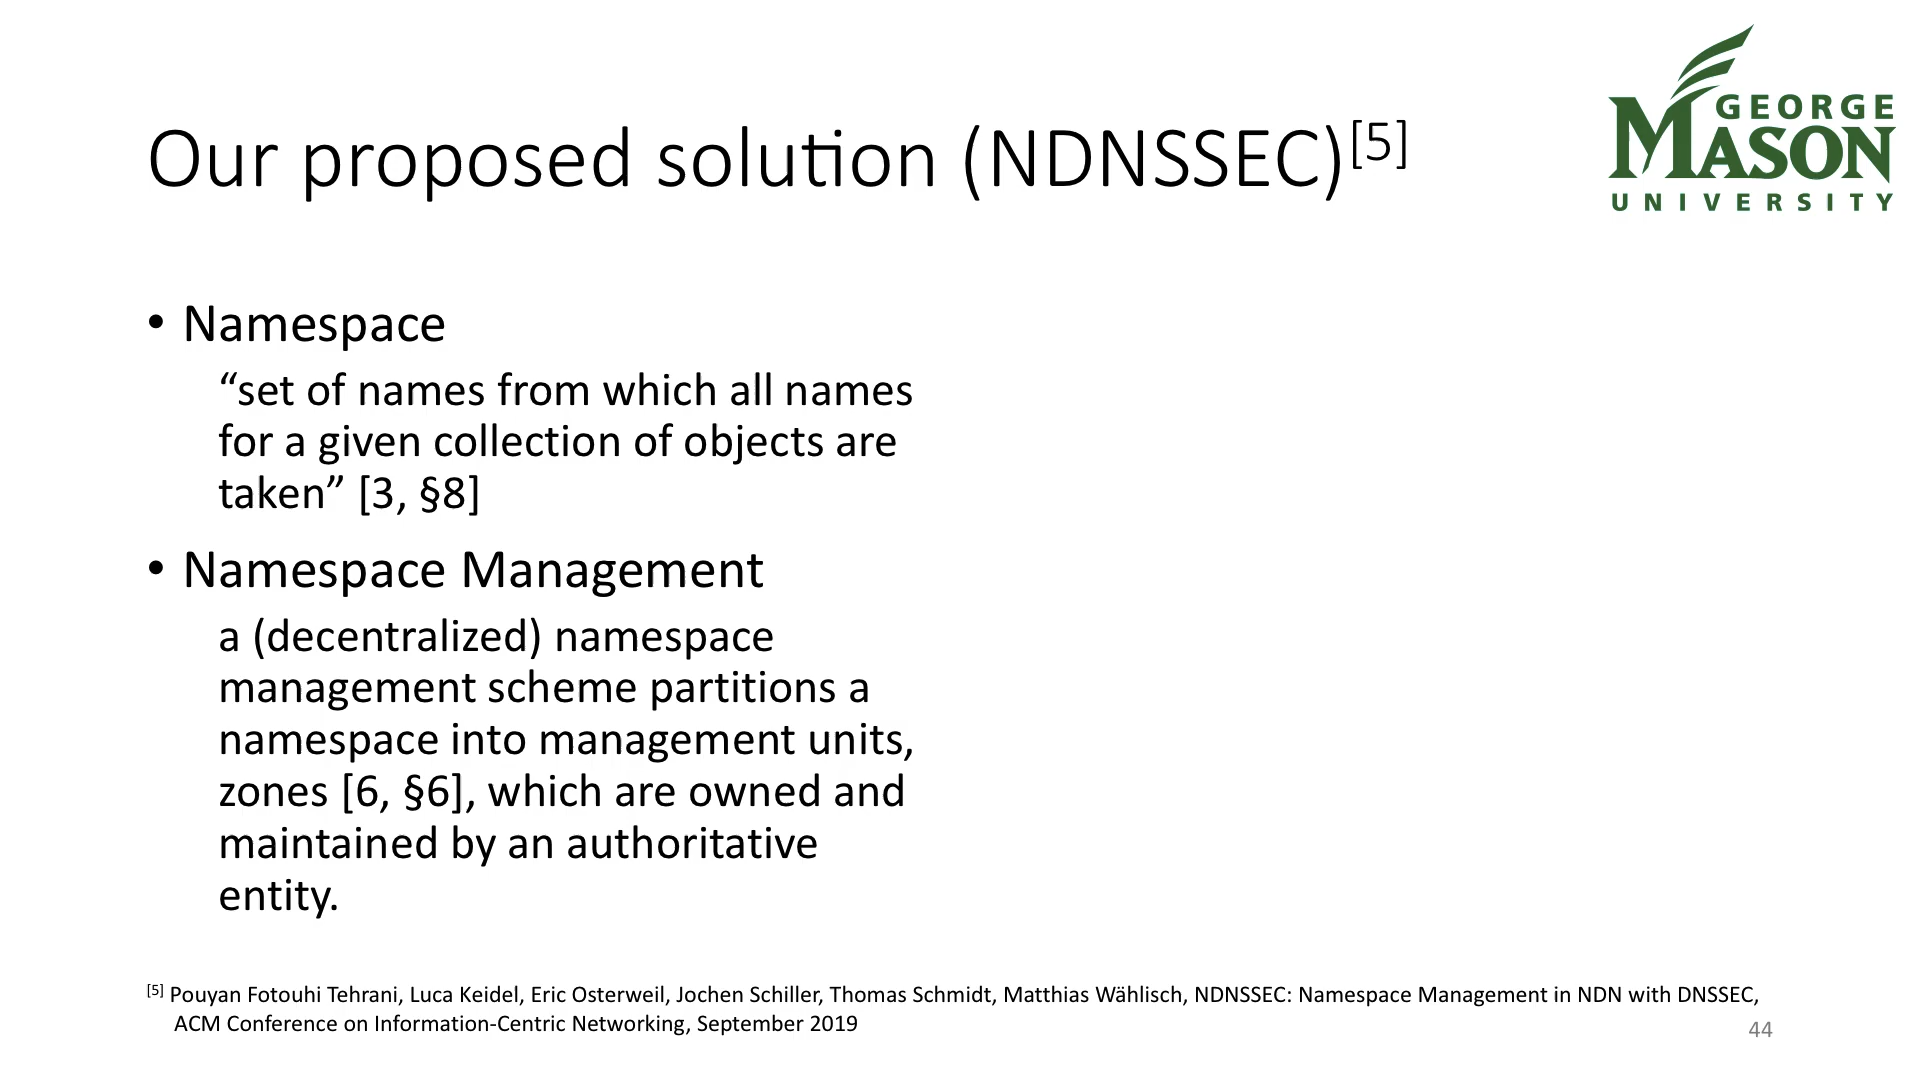 GEORGE
MASON
UNIVERSITY
Our proposed solution (NDNSSEC)[5]
• Namespace
“set of names from which all names
for a given collection of objects are
taken” [3, §8]
• Namespace Management
a (decentralized) namespace
management scheme partitions a
namespace into management units,
zones [6, §6], which are owned and
maintained by an authoritative
entity.
[5] Pouyan Fotouhi Tehrani, Luca Keidel, Eric Osterweil, Jochen Schiller, Thomas Schmidt, Matthias Wählisch, NDNSSEC: Namespace Management in NDN with DNSSEC,
ACM Conference on Information-Centric Networking, September 2019
44